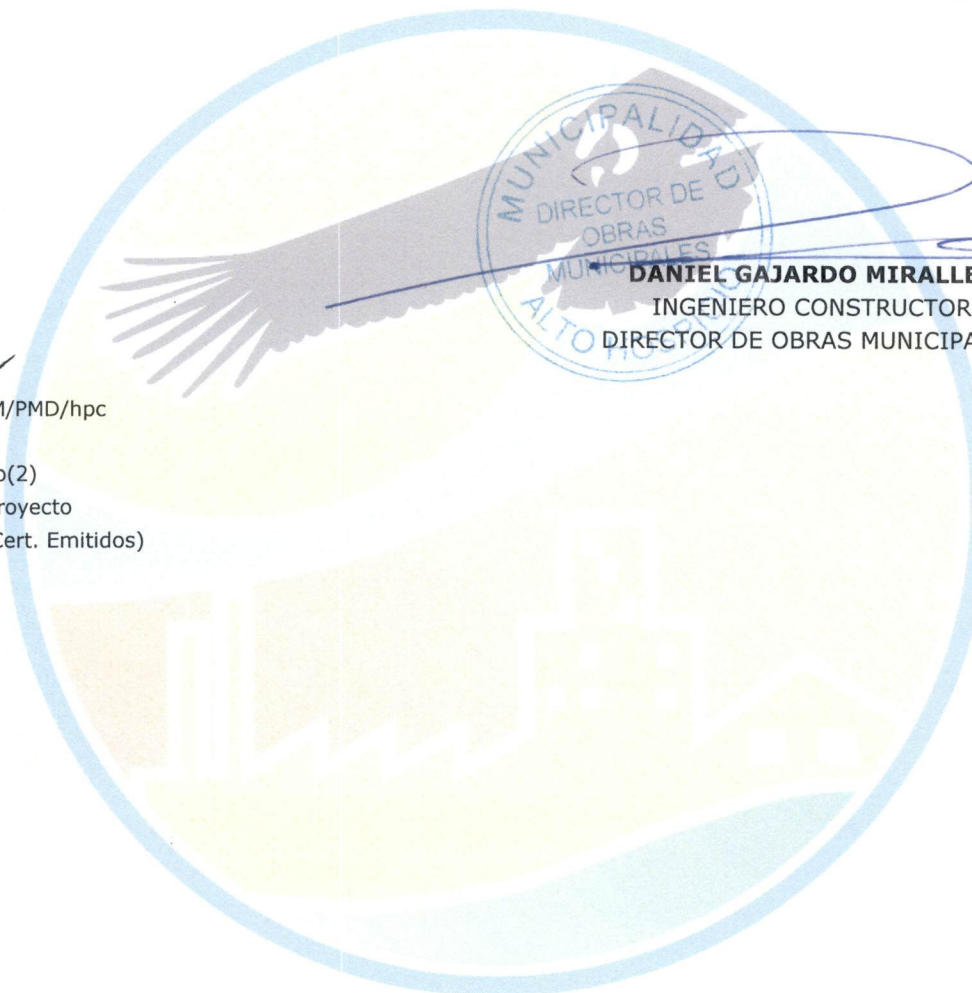 MUNICIPALIDAD
DIRECTOR DE
OBRAS
MUNICIPALES
ALTO HOSPICIO
DANIEL GAJARDO MIRALLE
INGENIERO CONSTRUCTOR
DIRECTOR DE OBRAS MUNICIPA
/PMD/hpc
o(2)
royecto
Cert. Emitidos)